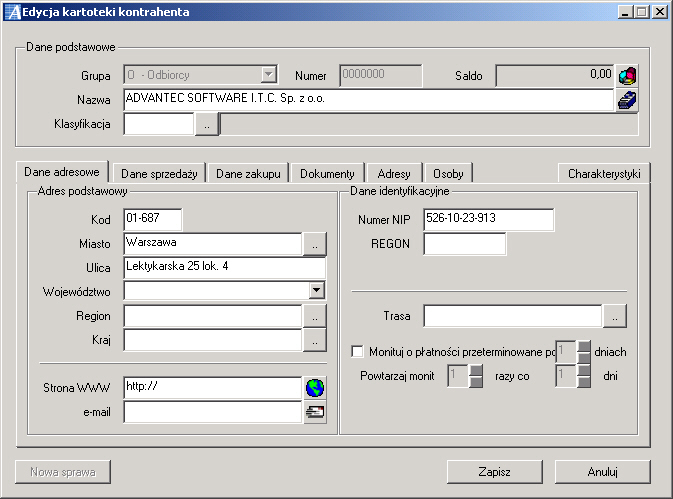 Edycja kartoteki kontrahenta
Dane podstawowe
Grupa O - Odbiorcy Numer 0000000 Saldo 0,00
Nazwa ADVANTEC SOFTWARE I.T.C. Sp. z o.o.
Klasyfikacja ..
Dane adresowe Dane sprzedaży Dane zakupu Dokumenty Adresy Osoby Charakterystyki
Adres podstawowy
Kod 01-687
Miasto Warszawa ..
Ulica Lektykarska 25 lok. 4
Województwo
Region ..
Kraj ..
Strona WWW http://
e-mail
Dane identyfikacyjne
Numer NIP 526-10-23-913
REGON
Trasa ..
Monituj o płatności przeterminowane po 1 dniach
Powtarzaj monit 1 razy co 1 dni
Nowa sprawa Zapisz Anuluj